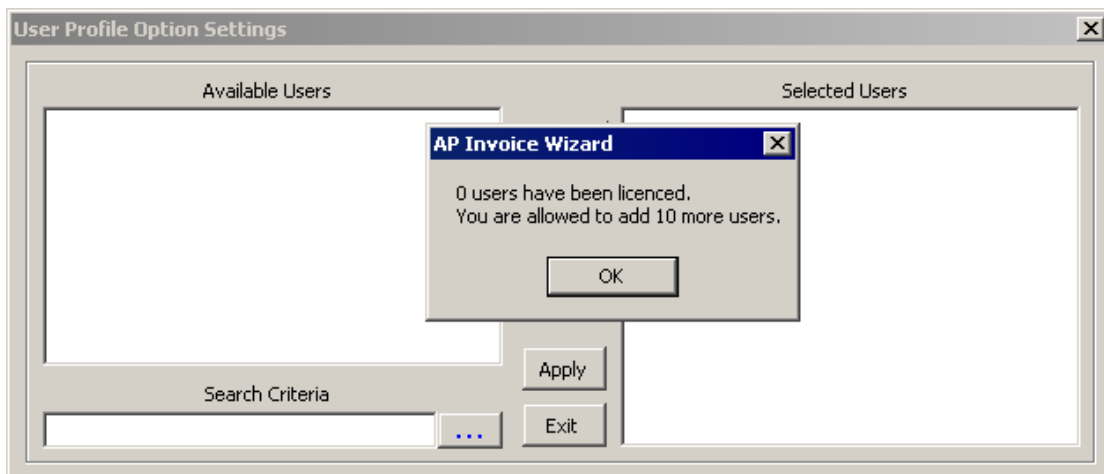 User Profile Option Settings
Available Users
Selected Users
AP Invoice Wizard
0 users have been licenced.
You are allowed to add 10 more users.
OK
Apply
Search Criteria
...
Exit